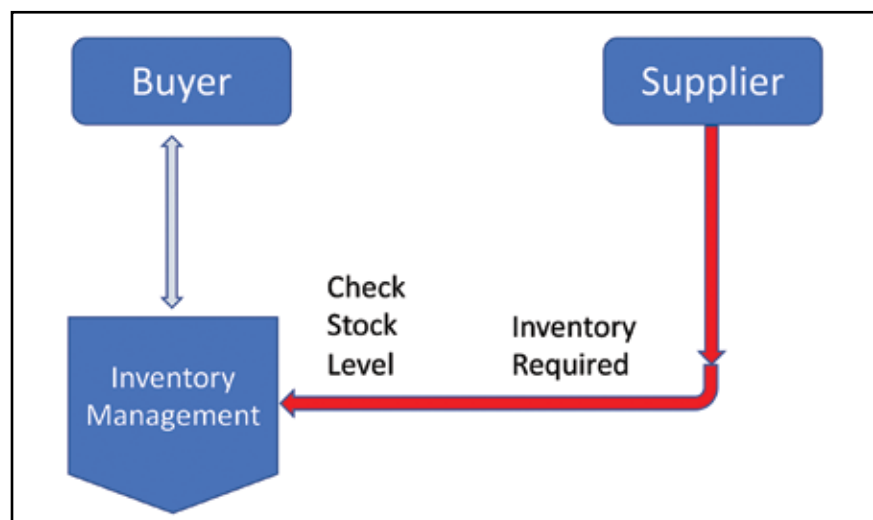 Buyer
Supplier
Check
Stock
Level
Inventory
Required
Inventory
Management